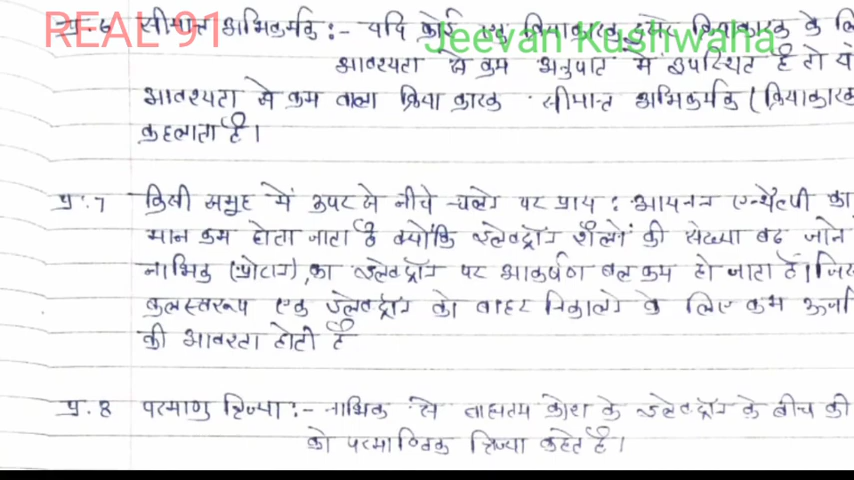 REAL 91
Jeevan Kushwaha
प्र. 6 सीमान्त अभिकर्मक :- यदि कोई एक क्रियाकारक दूसरे क्रियाकारक के लि
आवश्यता से कम अनुपात में उपस्थित है तो
आवश्यता से कम वाला क्रिया कारक सीमान्त अभिकर्मक (क्रियाकारक
कहलाता है।
प्र. 7 किसी समूह में ऊपर से नीचे चलने पर प्राय : आयनन एन्थैल्पी का
मान कम होता जाता है क्योंकि इलेक्ट्रॉन शैलों की संख्या बढ जाने
नाभिक (प्रोटान) का इलेक्ट्रॉन पर आकर्षण बल कम हो जाता है। जिस
फलस्वरूप एक इलेक्ट्रॉन को बाहर निकालने के लिए कम ऊर्जा
की आवश्यता होती है
प्र. 8 परमाणु त्रिज्या :- नाभिक से बाह्यतम कोश के इलेक्ट्रॉन के बीच की
को परमाण्विक त्रिज्या कहते है।